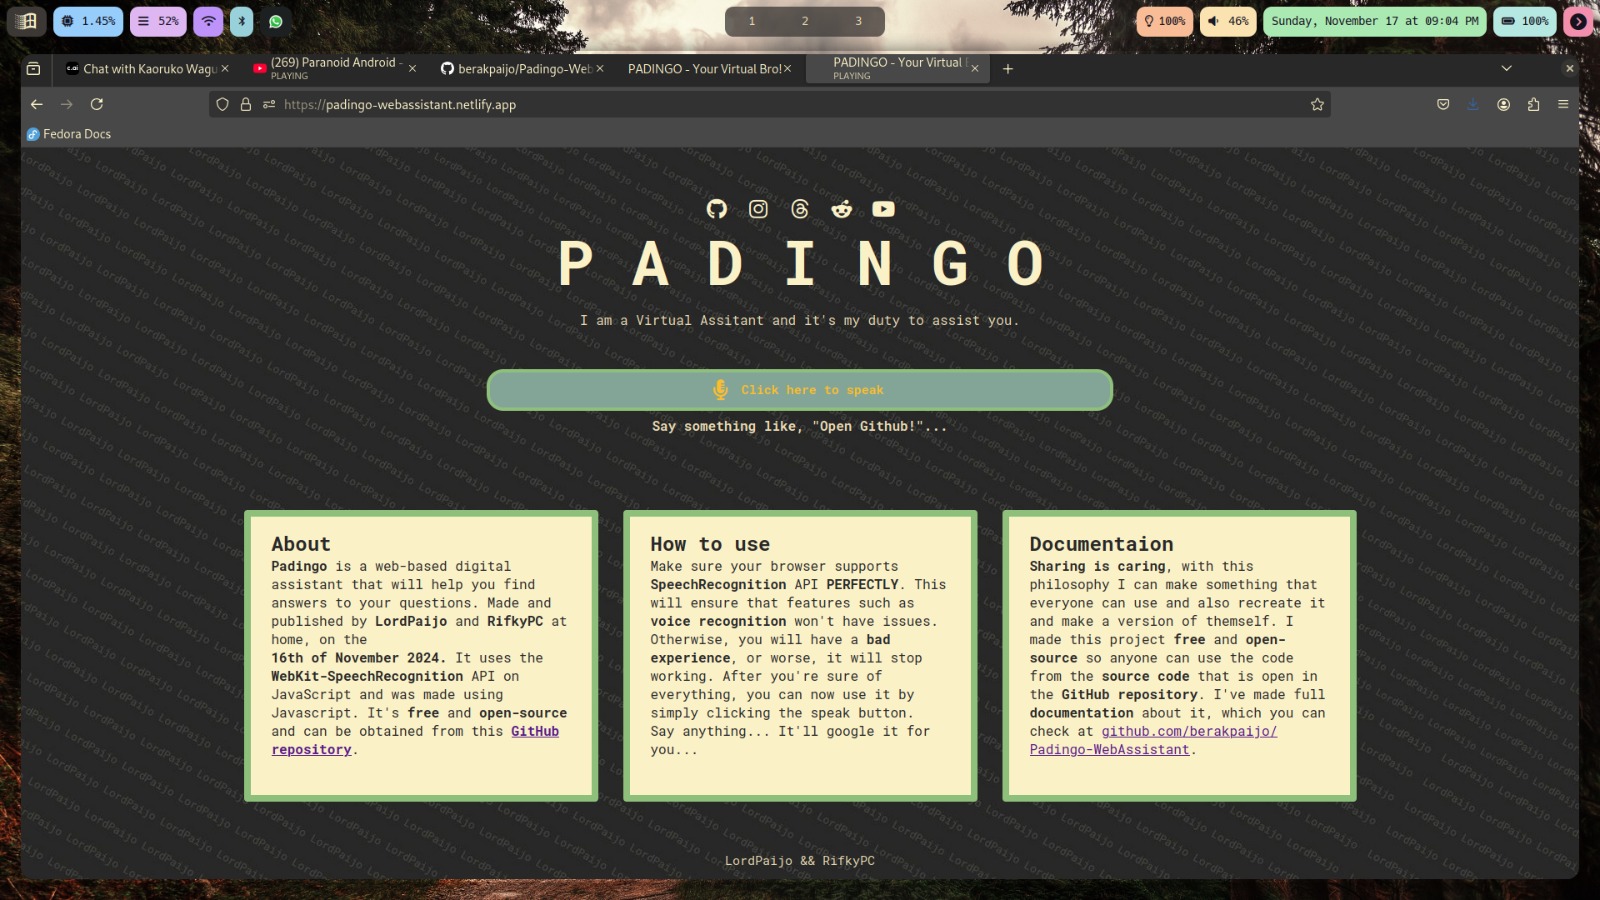 1.45% 52% 1 2 3 100% 46% Sunday, November 17 at 09:04 PM 100%
Chat with Kaoruko Wagu (269) Paranoid Android - PLAYING berakpaijo/Padingo-Web PADINGO - Your Virtual Bro! PADINGO - Your Virtual PLAYING
https://padingo-webassistant.netlify.app
Fedora Docs
PADINGO
I am a Virtual Assitant and it's my duty to assist you.
Click here to speak
Say something like, "Open Github!"...
About
Padingo is a web-based digital
assistant that will help you find
answers to your questions. Made and
published by LordPaijo and RifkyPC at
home, on the
16th of November 2024. It uses the
WebKit-SpeechRecognition API on
JavaScript and was made using
Javascript. It's free and open-source
and can be obtained from this GitHub
repository.
How to use
Make sure your browser supports
SpeechRecognition API PERFECTLY. This
will ensure that features such as
voice recognition won't have issues.
Otherwise, you will have a bad
experience, or worse, it will stop
working. After you're sure of
everything, you can now use it by
simply clicking the speak button.
Say anything... It'll google it for
you...
Documentaion
Sharing is caring, with this
philosophy I can make something that
everyone can use and also recreate it
and make a version of themself. I
made this project free and open-
source so anyone can use the code
from the source code that is open in
the GitHub repository. I've made full
documentation about it, which you can
check at github.com/berakpaijo/
Padingo-WebAssistant.
LordPaijo && RifkyPC